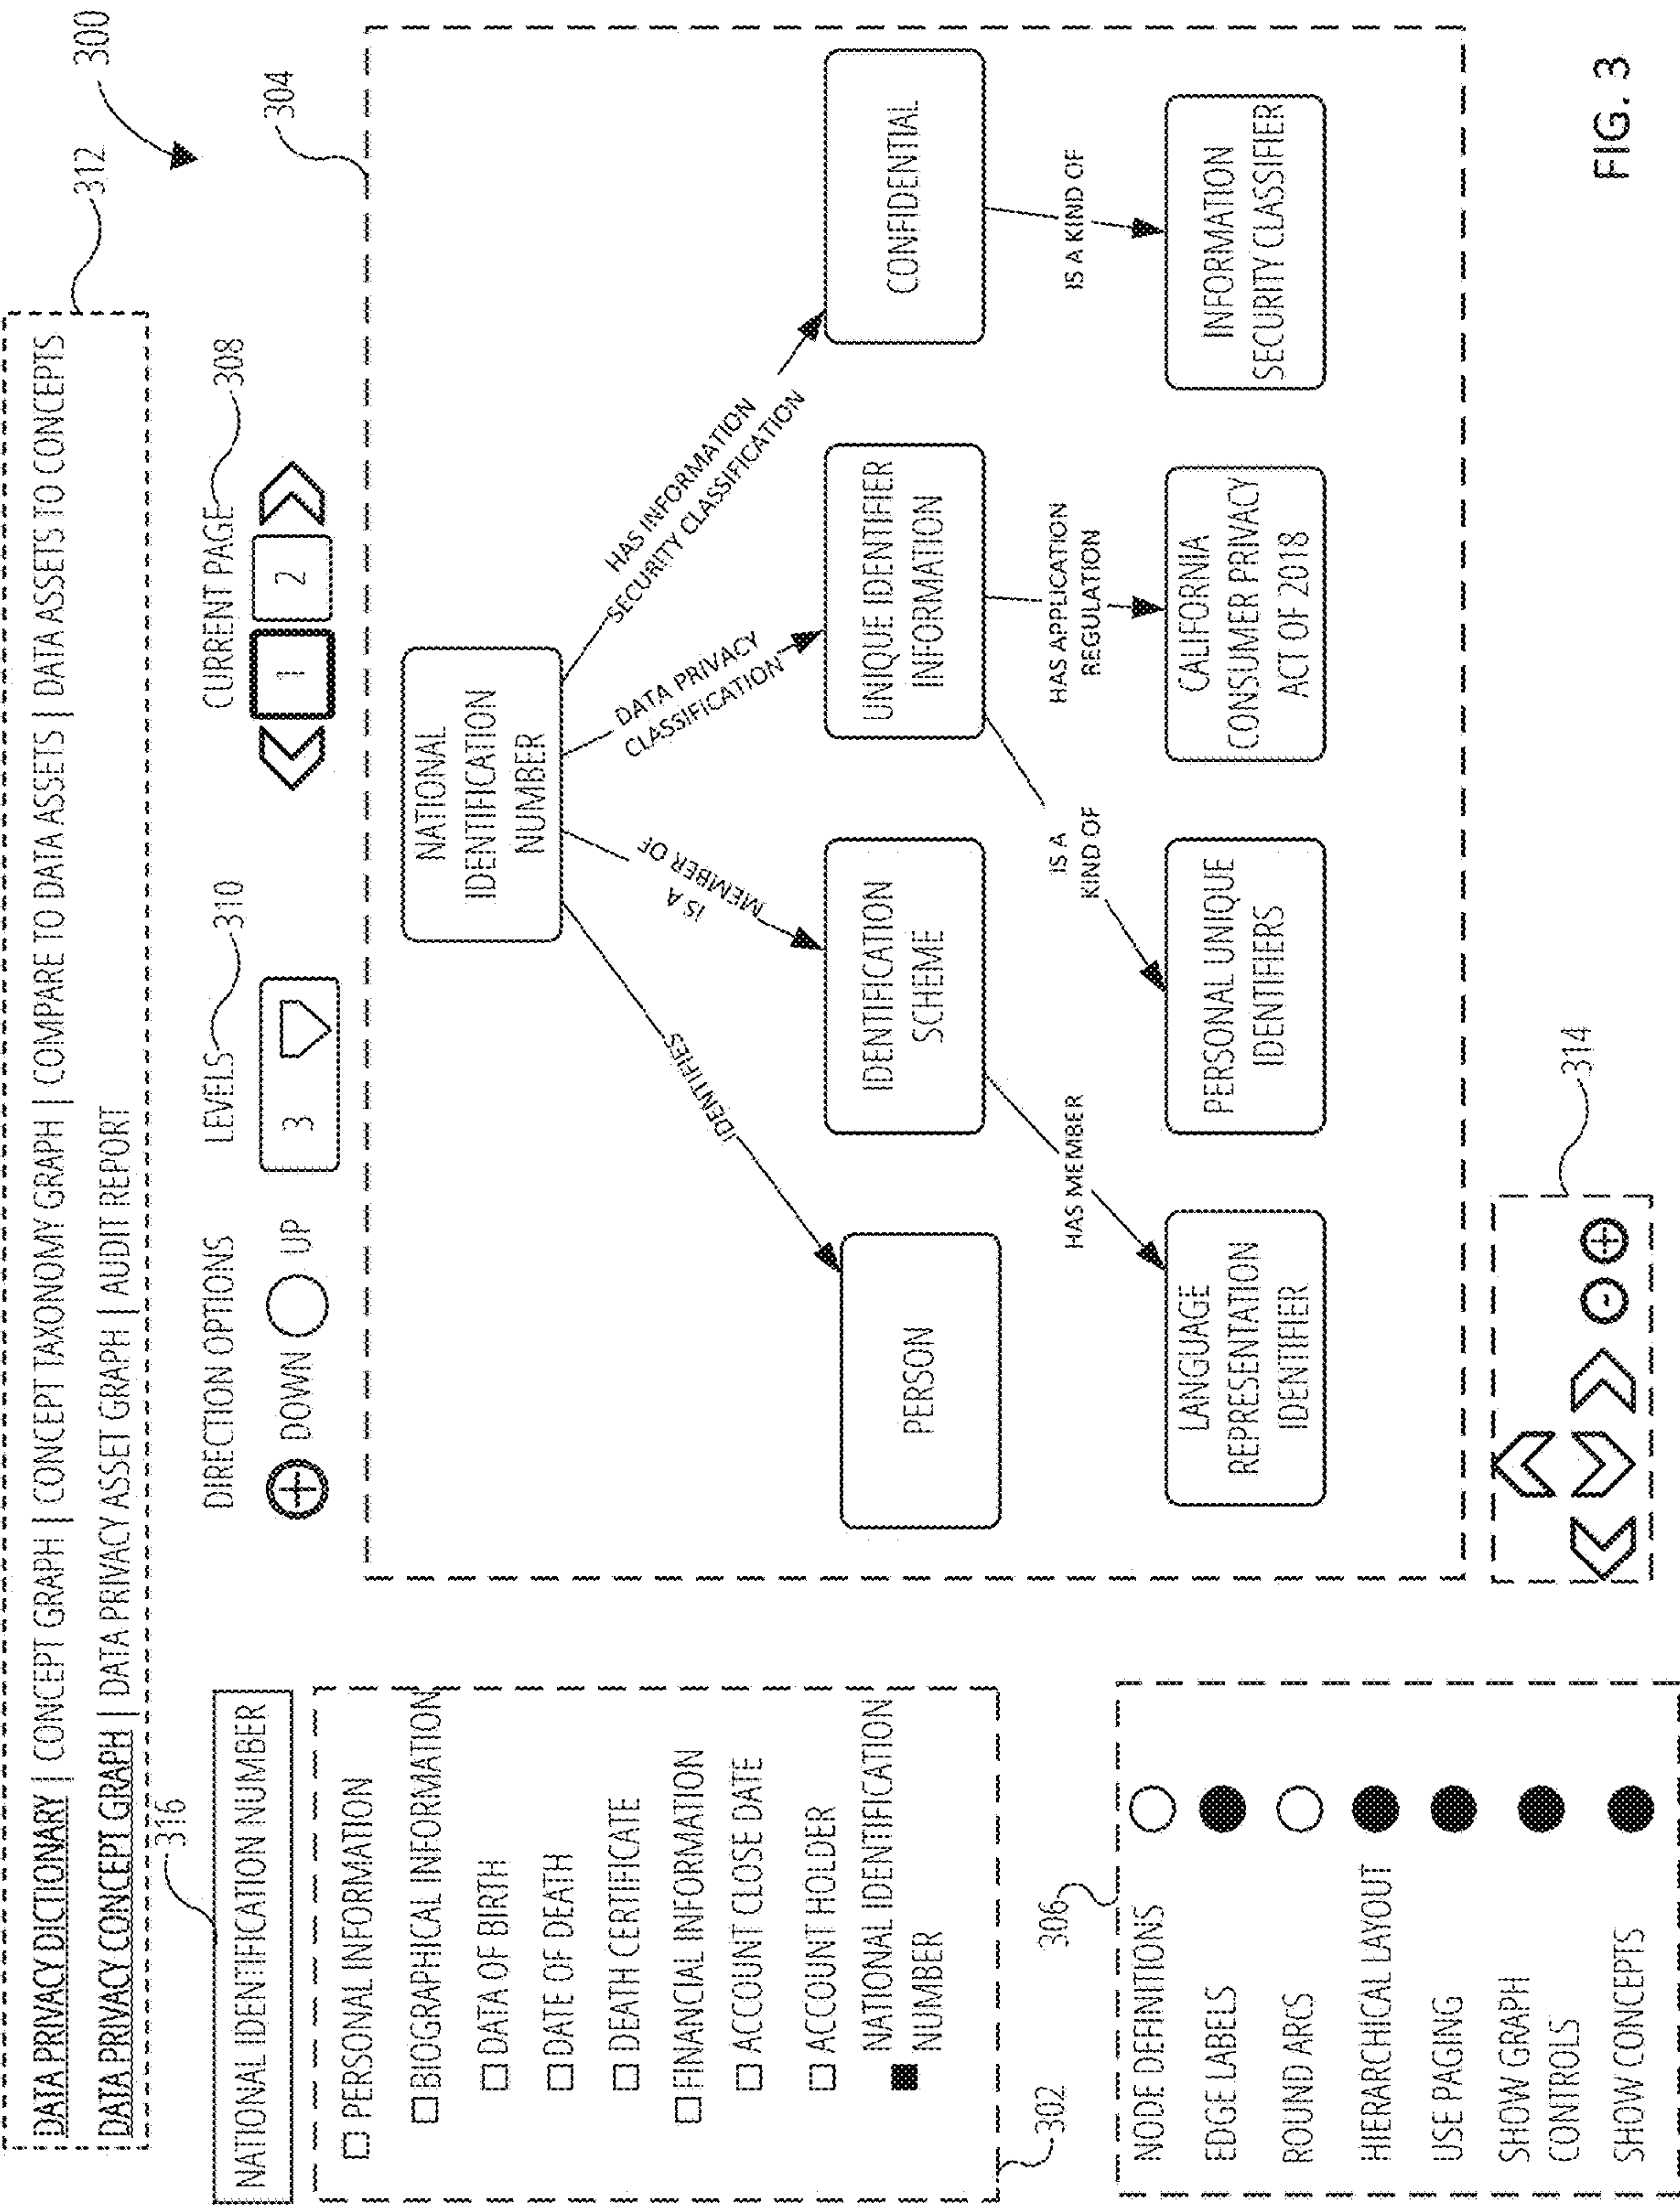 300
312
DATA PRIVACY DICTIONARY | CONCEPT GRAPH | CONCEPT TAXONOMY GRAPH | COMPARE TO DATA ASSETS | DATA ASSETS TO CONCEPTS
DATA PRIVACY CONCEPT GRAPH | DATA PRIVACY ASSET GRAPH | AUDIT REPORT
316
NATIONAL IDENTIFICATION NUMBER
DIRECTION OPTIONS
DOWN
UP
LEVELS
310
3
CURRENT PAGE
308
1
2
304
PERSONAL INFORMATION
BIOGRAPHICAL INFORMATION
DATA OF BIRTH
DATE OF DEATH
DEATH CERTIFICATE
FINANCIAL INFORMATION
ACCOUNT CLOSE DATE
ACCOUNT HOLDER
NATIONAL IDENTIFICATION
NUMBER
302
306
NODE DEFINITIONS
EDGE LABELS
ROUND ARCS
HIERARCHICAL LAYOUT
USE PAGING
SHOW GRAPH
CONTROLS
SHOW CONCEPTS
NATIONAL
IDENTIFICATION
NUMBER
IDENTIFIES
IS A
MEMBER OF
DATA PRIVACY
CLASSIFICATION
HAS INFORMATION
SECURITY CLASSIFICATION
PERSON
IDENTIFICATION
SCHEME
UNIQUE IDENTIFIER
INFORMATION
CONFIDENTIAL
HAS MEMBER
IS A
KIND OF
HAS APPLICATION
REGULATION
IS A KIND OF
LANGUAGE
REPRESENTATION
IDENTIFIER
PERSONAL UNIQUE
IDENTIFIERS
CALIFORNIA
CONSUMER PRIVACY
ACT OF 2018
INFORMATION
SECURITY CLASSIFIER
314
FIG. 3